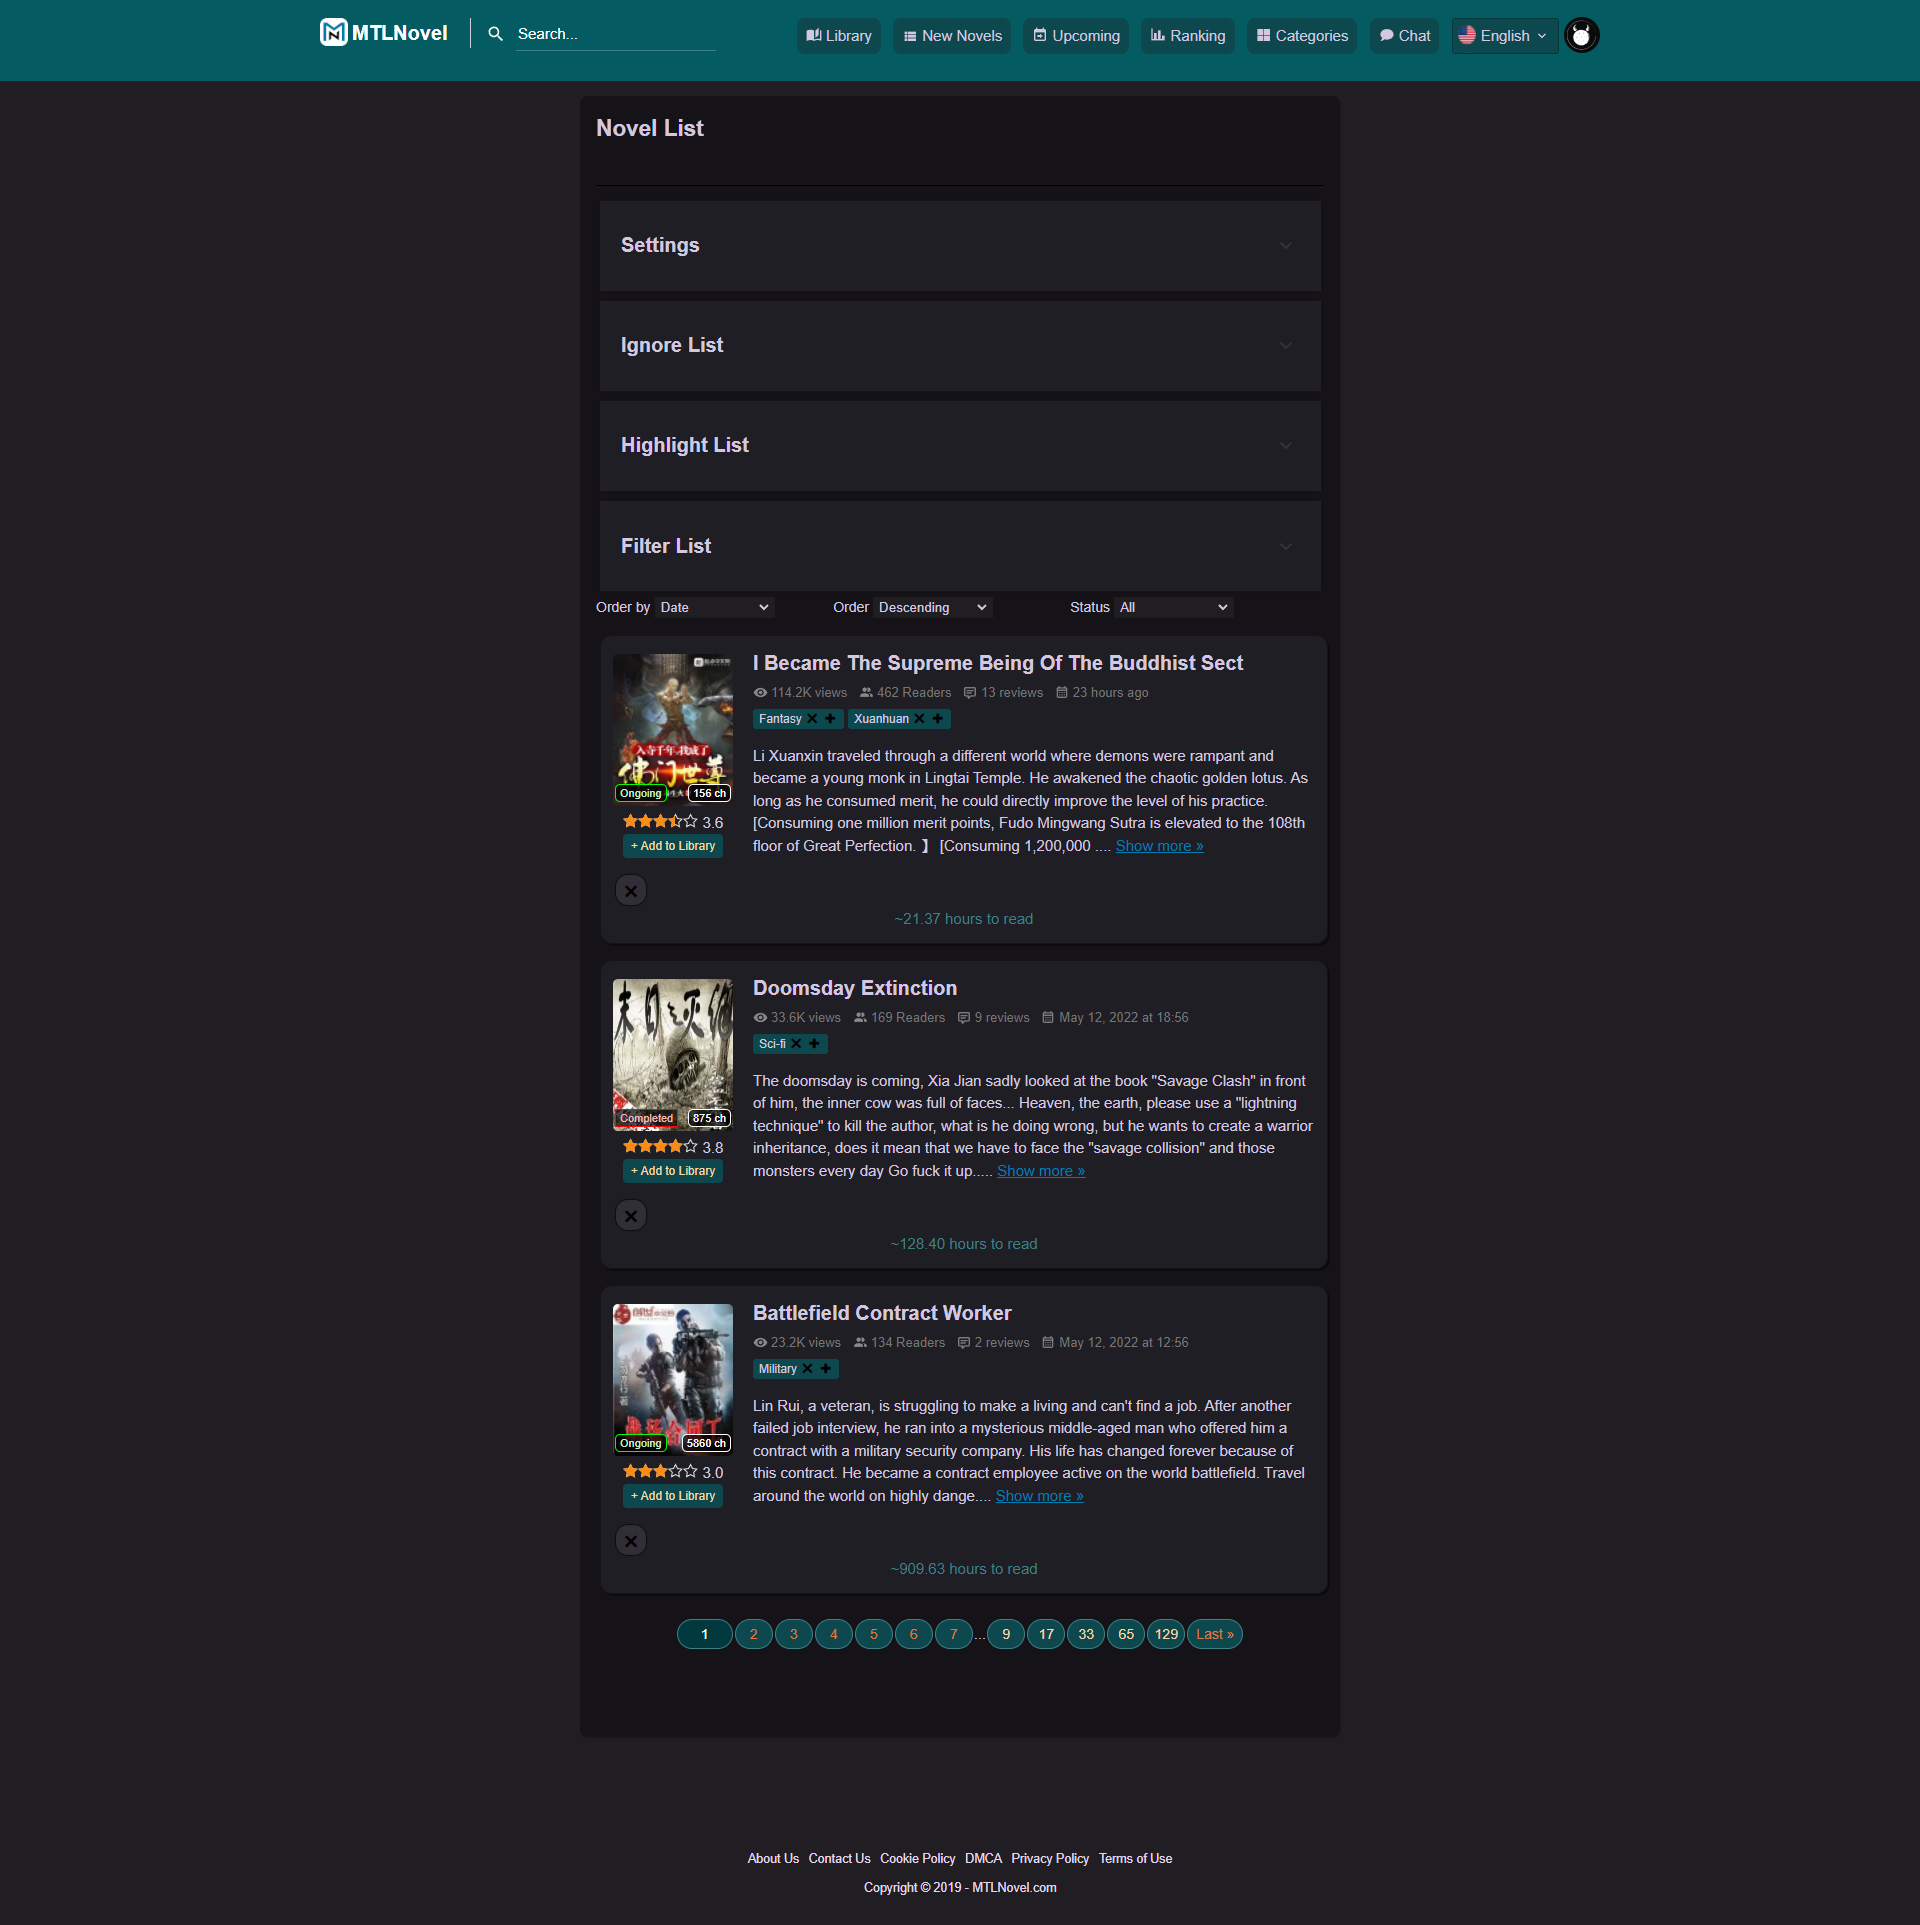 MTLNovel
Search...
Library
New Novels
Upcoming
Ranking
Categories
Chat
English
Novel List
Settings
Ignore List
Highlight List
Filter List
Order by Date
Order Descending
Status All
I Became The Supreme Being Of The Buddhist Sect
114.2K views 462 Readers 13 reviews 23 hours ago
Fantasy Xuanhuan
Li Xuanxin traveled through a different world where demons were rampant and
became a young monk in Lingtai Temple. He awakened the chaotic golden lotus. As
long as he consumed merit, he could directly improve the level of his practice.
[Consuming one million merit points, Fudo Mingwang Sutra is elevated to the 108th
floor of Great Perfection. 】 [Consuming 1,200,000 .... Show more »
入寺千年,我成了
佛门世尊
Ongoing
156 ch
3.6
+ Add to Library
~21.37 hours to read
Doomsday Extinction
33.6K views 169 Readers 9 reviews May 12, 2022 at 18:56
Sci-fi
The doomsday is coming, Xia Jian sadly looked at the book "Savage Clash" in front
of him, the inner cow was full of faces... Heaven, the earth, please use a "lightning
technique" to kill the author, what is he doing wrong, but he wants to create a warrior
inheritance, does it mean that we have to face the "savage collision" and those
monsters every day Go fuck it up..... Show more »
末日之灭
Completed
875 ch
3.8
+ Add to Library
~128.40 hours to read
Battlefield Contract Worker
23.2K views 134 Readers 2 reviews May 12, 2022 at 12:56
Military
Lin Rui, a veteran, is struggling to make a living and can't find a job. After another
failed job interview, he ran into a mysterious middle-aged man who offered him a
contract with a military security company. His life has changed forever because of
this contract. He became a contract employee active on the world battlefield. Travel
around the world on highly dange.... Show more »
Ongoing
5860 ch
3.0
+ Add to Library
~909.63 hours to read
1 2 3 4 5 6 7 ... 9 17 33 65 129 Last »
About Us Contact Us Cookie Policy DMCA Privacy Policy Terms of Use
Copyright © 2019 - MTLNovel.com